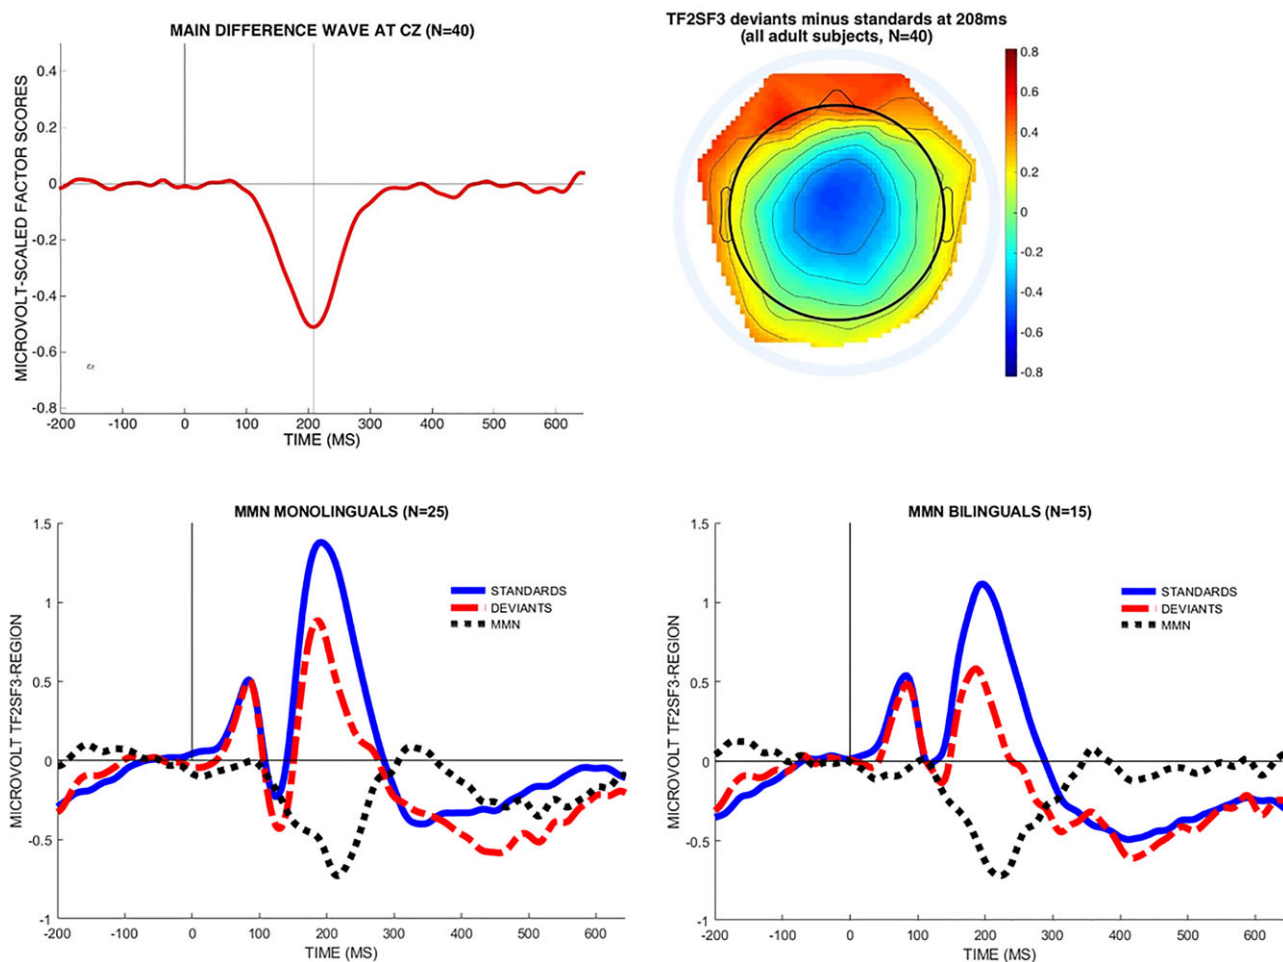 MAIN DIFFERENCE WAVE AT CZ (N=40)
MICROVOLT-SCALED FACTOR SCORES
0.4
0.2
0
-0.2
-0.4
-0.6
-0.8
Cz
-200 -100 0 100 200 300 400 500 600
TIME (MS)
TF2SF3 deviants minus standards at 208ms
(all adult subjects, N=40)
0.8
0.6
0.4
0.2
0
-0.2
-0.4
-0.6
-0.8
MMN MONOLINGUALS (N=25)
MICROVOLT TF2SF3-REGION
1.5
1
0.5
0
-0.5
-1
STANDARDS
DEVIANTS
MMN
-200 -100 0 100 200 300 400 500 600
TIME (MS)
MMN BILINGUALS (N=15)
MICROVOLT TF2SF3-REGION
1.5
1
0.5
0
-0.5
-1
STANDARDS
DEVIANTS
MMN
-200 -100 0 100 200 300 400 500 600
TIME (MS)